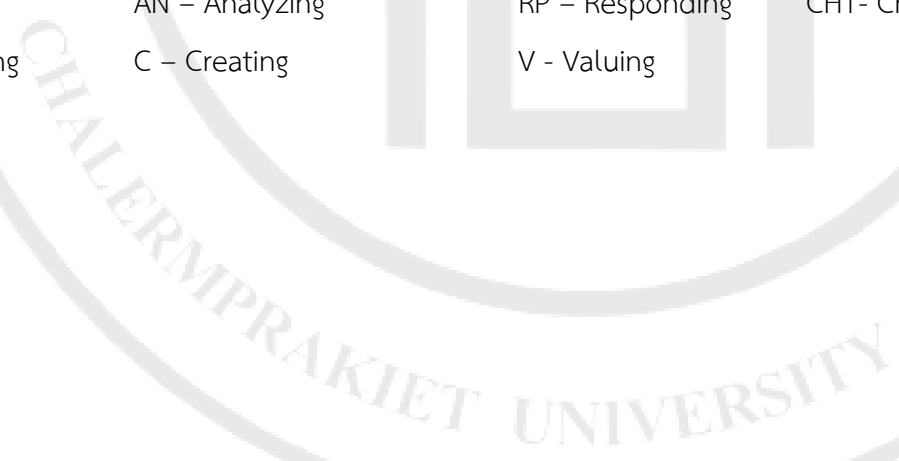 AN – Analyzing RP – Responding
C – Creating V - Valuing
CHALERMPRAKIET UNIVERSITY